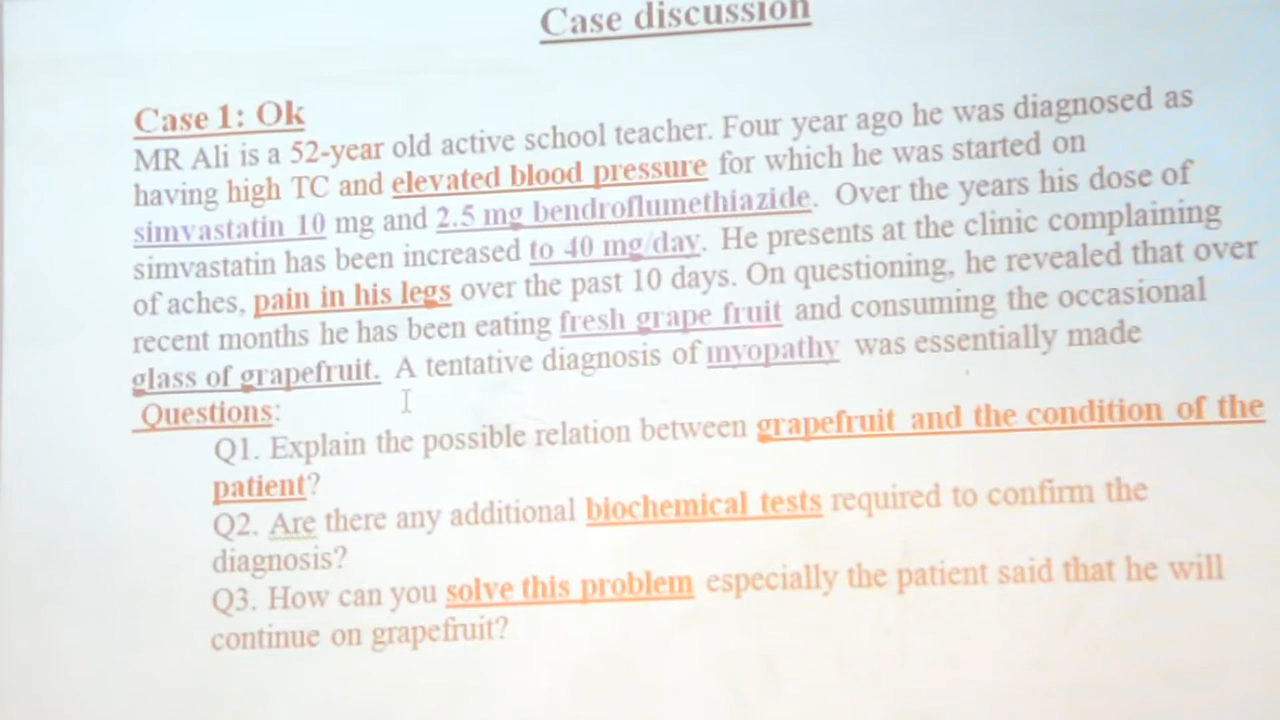 Case discussion
Case 1: Ok
MR Ali is a 52-year old active school teacher. Four year ago he was diagnosed as
having high TC and elevated blood pressure for which he was started on
simvastatin 10 mg and 2.5 mg bendroflumethiazide. Over the years his dose of
simvastatin has been increased to 40 mg/day. He presents at the clinic complaining
of aches, pain in his legs over the past 10 days. On questioning, he revealed that over
recent months he has been eating fresh grape fruit and consuming the occasional
glass of grapefruit. A tentative diagnosis of myopathy was essentially made
Questions:
Q1. Explain the possible relation between grapefruit and the condition of the
patient?
Q2. Are there any additional biochemical tests required to confirm the
diagnosis?
Q3. How can you solve this problem especially the patient said that he will
continue on grapefruit?